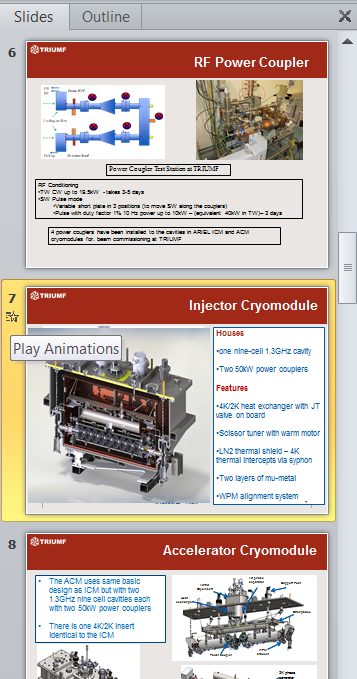 Slides
Outline
6
TRIUMF
RF Power Coupler
Power Coupler Test Station at TRIUMF
RF Conditioning
•TW CW up to 19.5kW - takes 3-5 days
•SW Pulse mode
•Variable short plate in 3 positions (to move SW along the couplers)
•Pulse with duty factor 1% 10 Hz power up to 10kW – (equivalent 40kW in TW)– 3 days
4 power couplers have been installed to the cavities in ARIEL ICM and ACM
cryomodules for beam commissioning at TRIUMF
7
TRIUMF
Injector Cryomodule
Play Animations
Houses
•one nine-cell 1.3GHz cavity
•Two 50kW power couplers
Features
•4K/2K heat exchanger with JT
valve on board
•Scissor tuner with warm motor
•LN2 thermal shield – 4K
thermal intercepts via syphon
•Two layers of mu-metal
•WPM alignment system
8
TRIUMF
Accelerator Cryomodule
• The ACM uses same basic
design as ICM but with two
1.3GHz nine cell cavities each
with two 50kW power couplers
• There is one 4K/2K insert
identical to the ICM